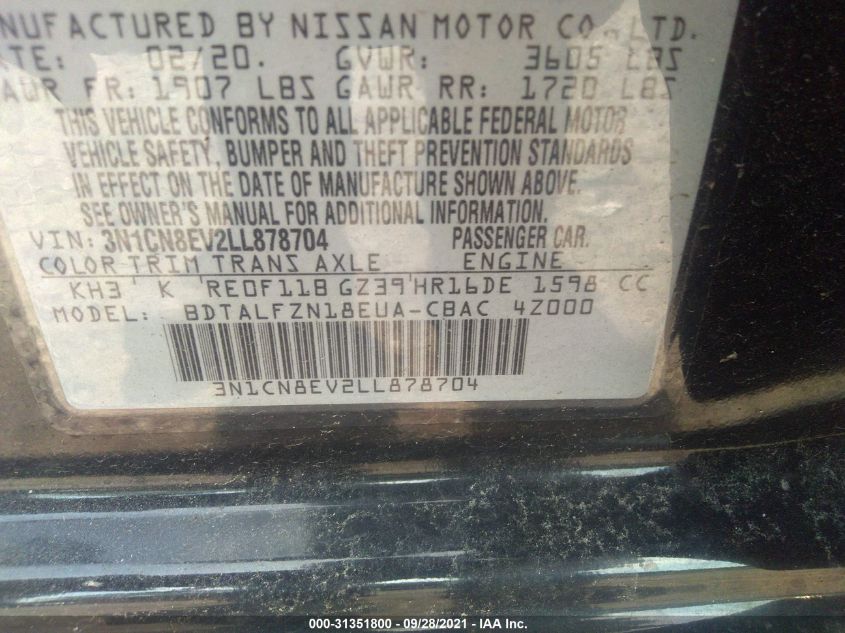 NUFACTURED BY NISSAN MOTOR CO., LTD.
ATE: 02/20. GVWR: 3605 LBS
AWR FR: 1907 LBS GAWR RR: 1720 LBS
THIS VEHICLE CONFORMS TO ALL APPLICABLE FEDERAL MOTOR
VEHICLE SAFETY, BUMPER AND THEFT PREVENTION STANDARDS
IN EFFECT ON THE DATE OF MANUFACTURE SHOWN ABOVE.
SEE OWNER'S MANUAL FOR ADDITIONAL INFORMATION.
VIN: 3N1CN8EV2LL878704 PASSENGER CAR.
COLOR TRIM TRANS AXLE ENGINE
KH3 K RE0F11B GZ39 HR16DE 1598 CC
MODEL: BDTALFZN18EUA-CBAC 4Z000
3N1CN8EV2LL878704
000-31351800 - 09/28/2021 - IAA Inc.